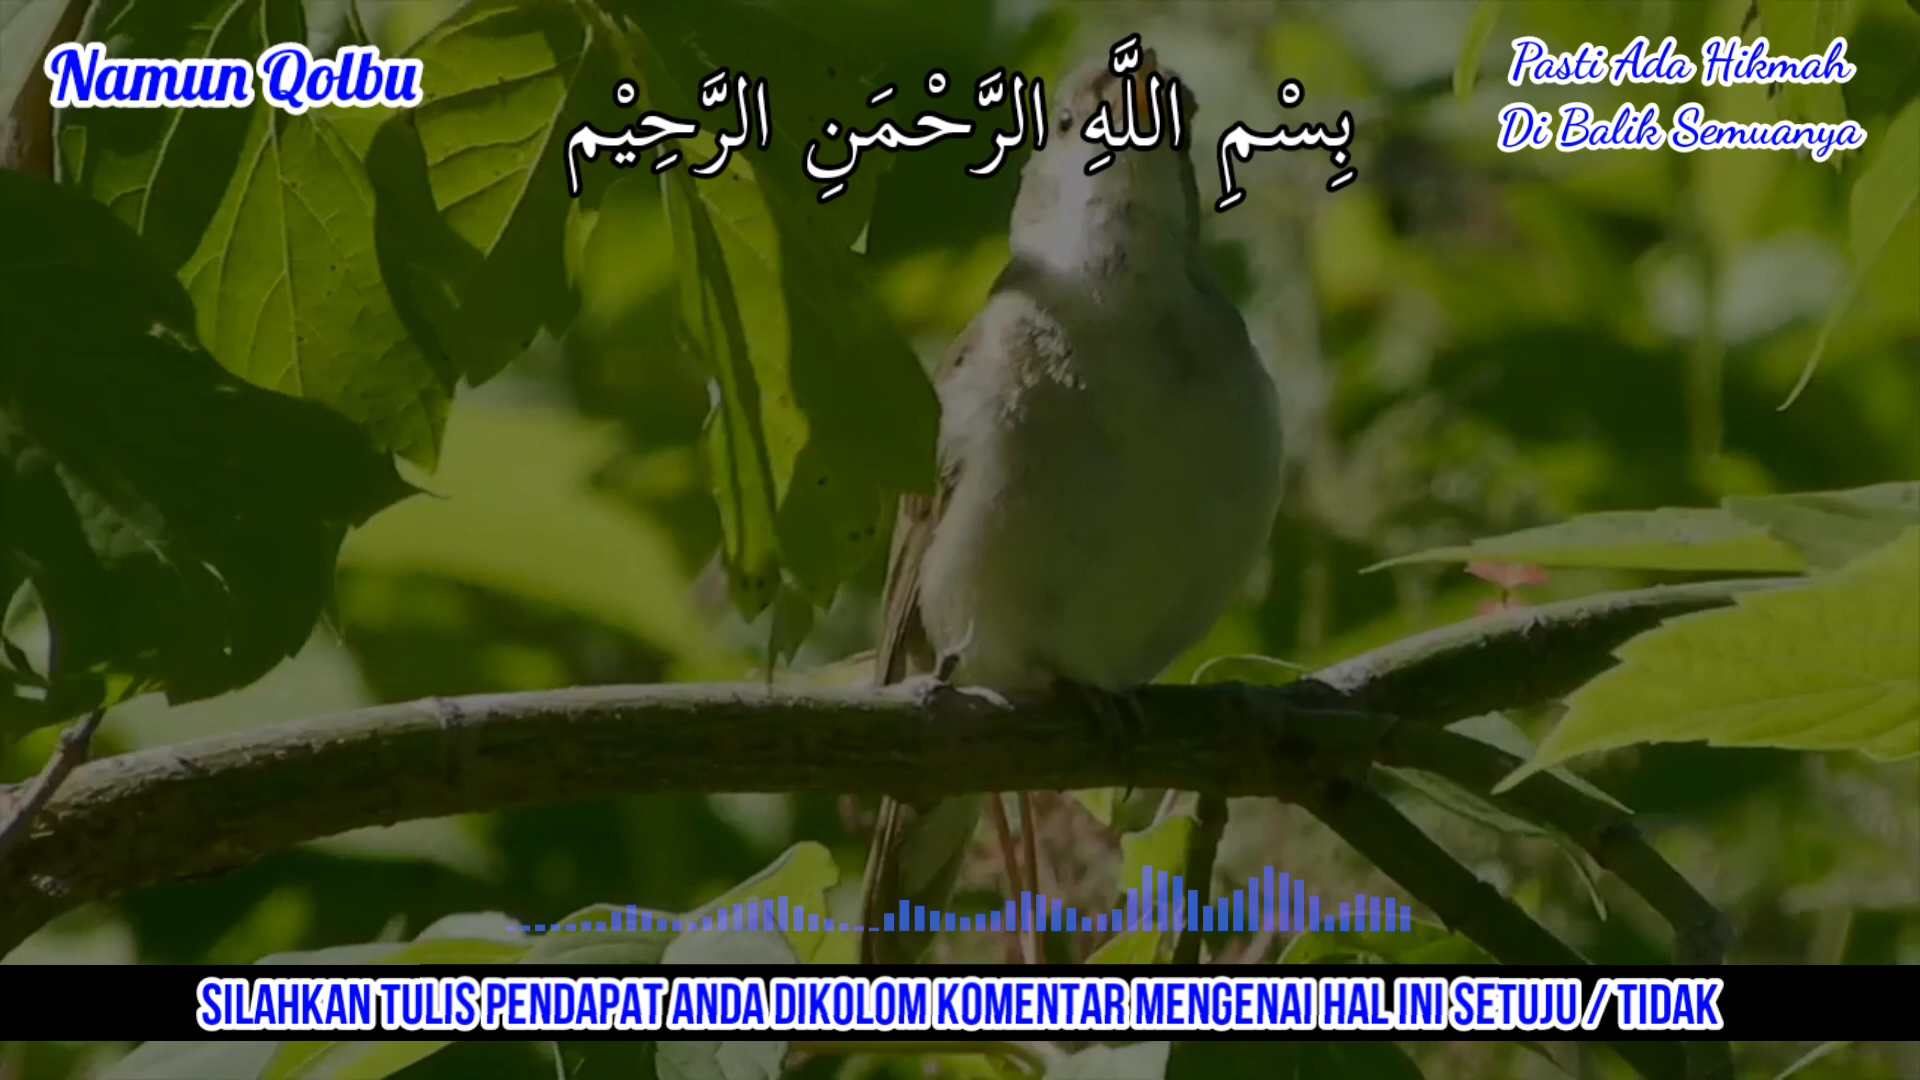 Namun Qolbu
بِسْمِ اللَّهِ الرَّحْمَنِ الرَّحِيْم
Pasti Ada Hikmah
Di Balik Semuanya
SILAHKAN TULIS PENDAPAT ANDA DIKOLOM KOMENTAR MENGENAI HAL INI SETUJU / TIDAK